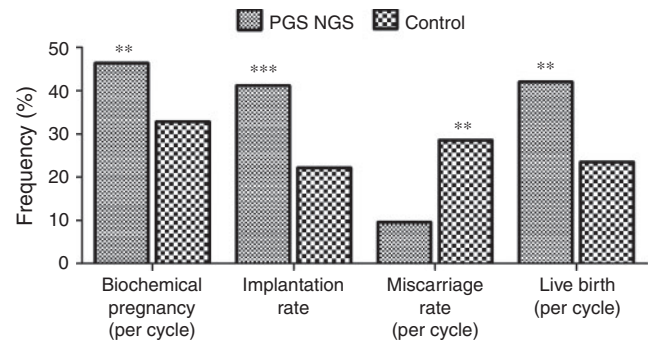 PGS NGS Control
Frequency (%)
50
40
30
20
10
0
** *** ** **
Biochemical pregnancy (per cycle)
Implantation rate
Miscarriage rate (per cycle)
Live birth (per cycle)